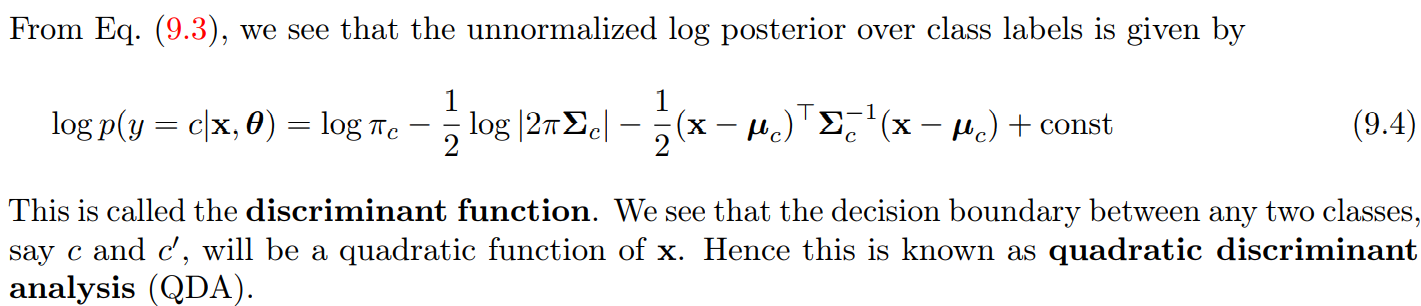 From Eq. (9.3), we see that the unnormalized log posterior over class labels is given by
log p(y = c|x, θ) = log π_c − 1/2 log |2πΣ_c| − 1/2 (x − μ_c)^⊤ Σ_c^{−1} (x − μ_c) + const (9.4)
This is called the discriminant function. We see that the decision boundary between any two classes,
say c and c′, will be a quadratic function of x. Hence this is known as quadratic discriminant
analysis (QDA).